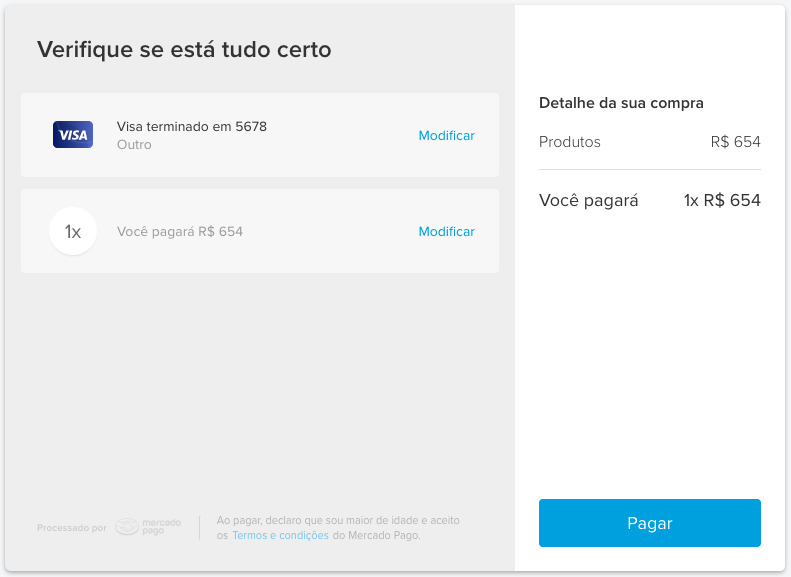 Verifique se está tudo certo
VISA
Visa terminado em 5678
Outro
Modificar
1x
Você pagará R$ 654
Modificar
Processado por
mercado
pago
Ao pagar, declaro que sou maior de idade e aceito
os Termos e condições do Mercado Pago.
Detalhe da sua compra
Produtos R$ 654
Você pagará 1x R$ 654
Pagar